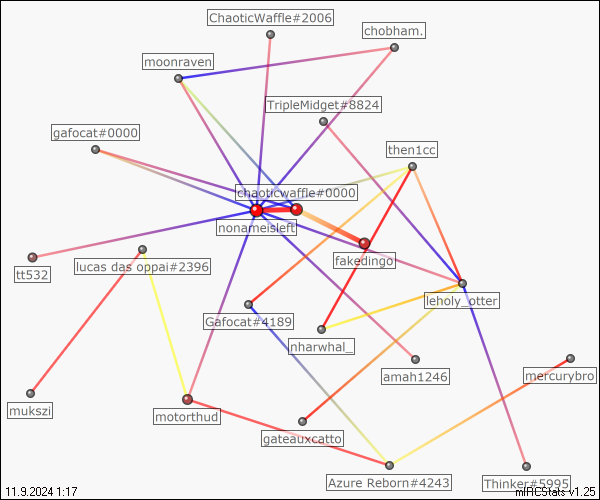 ChaoticWaffle#2006
chobham.
moonraven
TripleMidget#8824
gafocat#0000
then1cc
chaoticwaffle#0000
nonameisleft
fakedingo
lucas das oppai#2396
tt532
leholy_otter
Gafocat#4189
nharwhal_
amah1246
mercurybro
mukszi
motorthud
gateauxcatto
Azure Reborn#4243
Thinker#5995
11.9.2024 1:17
mIRCStats v1.25